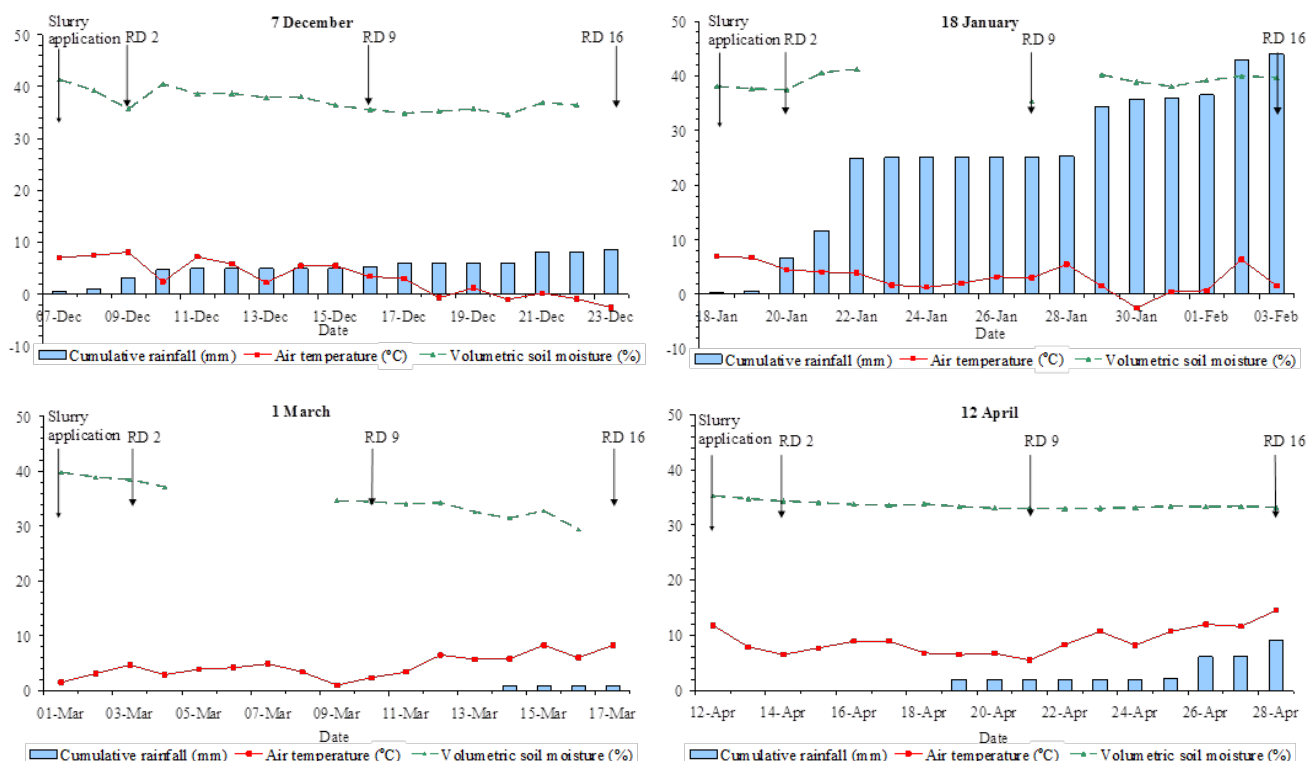 7 December
Slurry
application
RD 2
RD 9
RD 16
50
40
30
20
10
0
-10
07-Dec 09-Dec 11-Dec 13-Dec 15-Dec 17-Dec 19-Dec 21-Dec 23-Dec
Date
Cumulative rainfall (mm) Air temperature (°C) Volumetric soil moisture (%)
18 January
Slurry
application
RD 2
RD 9
RD 16
50
40
30
20
10
0
-10
18-Jan 20-Jan 22-Jan 24-Jan 26-Jan 28-Jan 30-Jan 01-Feb 03-Feb
Date
Cumulative rainfall (mm) Air temperature (°C) Volumetric soil moisture (%)
1 March
Slurry
application
RD 2
RD 9
RD 16
50
40
30
20
10
0
01-Mar 03-Mar 05-Mar 07-Mar 09-Mar 11-Mar 13-Mar 15-Mar 17-Mar
Date
Cumulative rainfall (mm) Air temperature (°C) Volumetric soil moisture (%)
12 April
Slurry
application
RD 2
RD 9
RD 16
50
40
30
20
10
0
12-Apr 14-Apr 16-Apr 18-Apr 20-Apr 22-Apr 24-Apr 26-Apr 28-Apr
Date
Cumulative rainfall (mm) Air temperature (°C) Volumetric soil moisture (%)